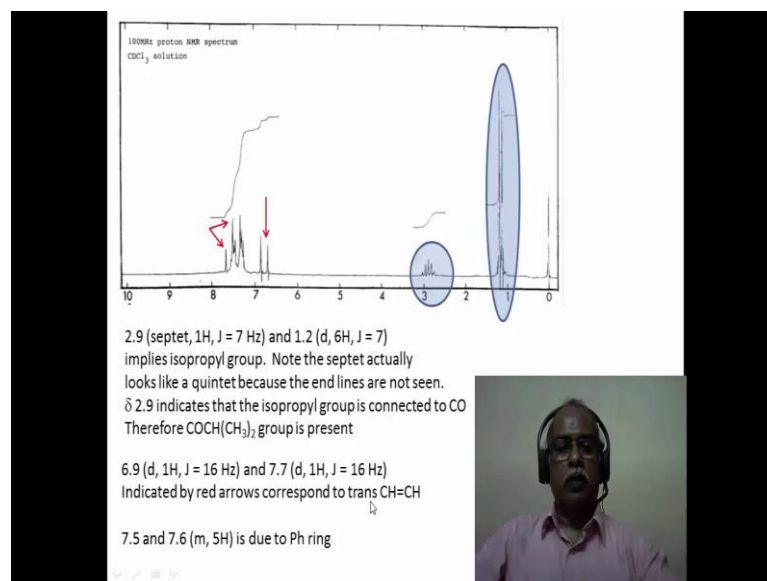 100MHz proton NMR spectrum
CDCl3 solution
10 9 8 7 6 5 4 3 2 1 0
2.9 (septet, 1H, J = 7 Hz) and 1.2 (d, 6H, J = 7)
implies isopropyl group. Note the septet actually
looks like a quintet because the end lines are not seen.
δ 2.9 indicates that the isopropyl group is connected to CO
Therefore COCH(CH3)2 group is present
6.9 (d, 1H, J = 16 Hz) and 7.7 (d, 1H, J = 16 Hz)
Indicated by red arrows correspond to trans CH=CH
7.5 and 7.6 (m, 5H) is due to Ph ring